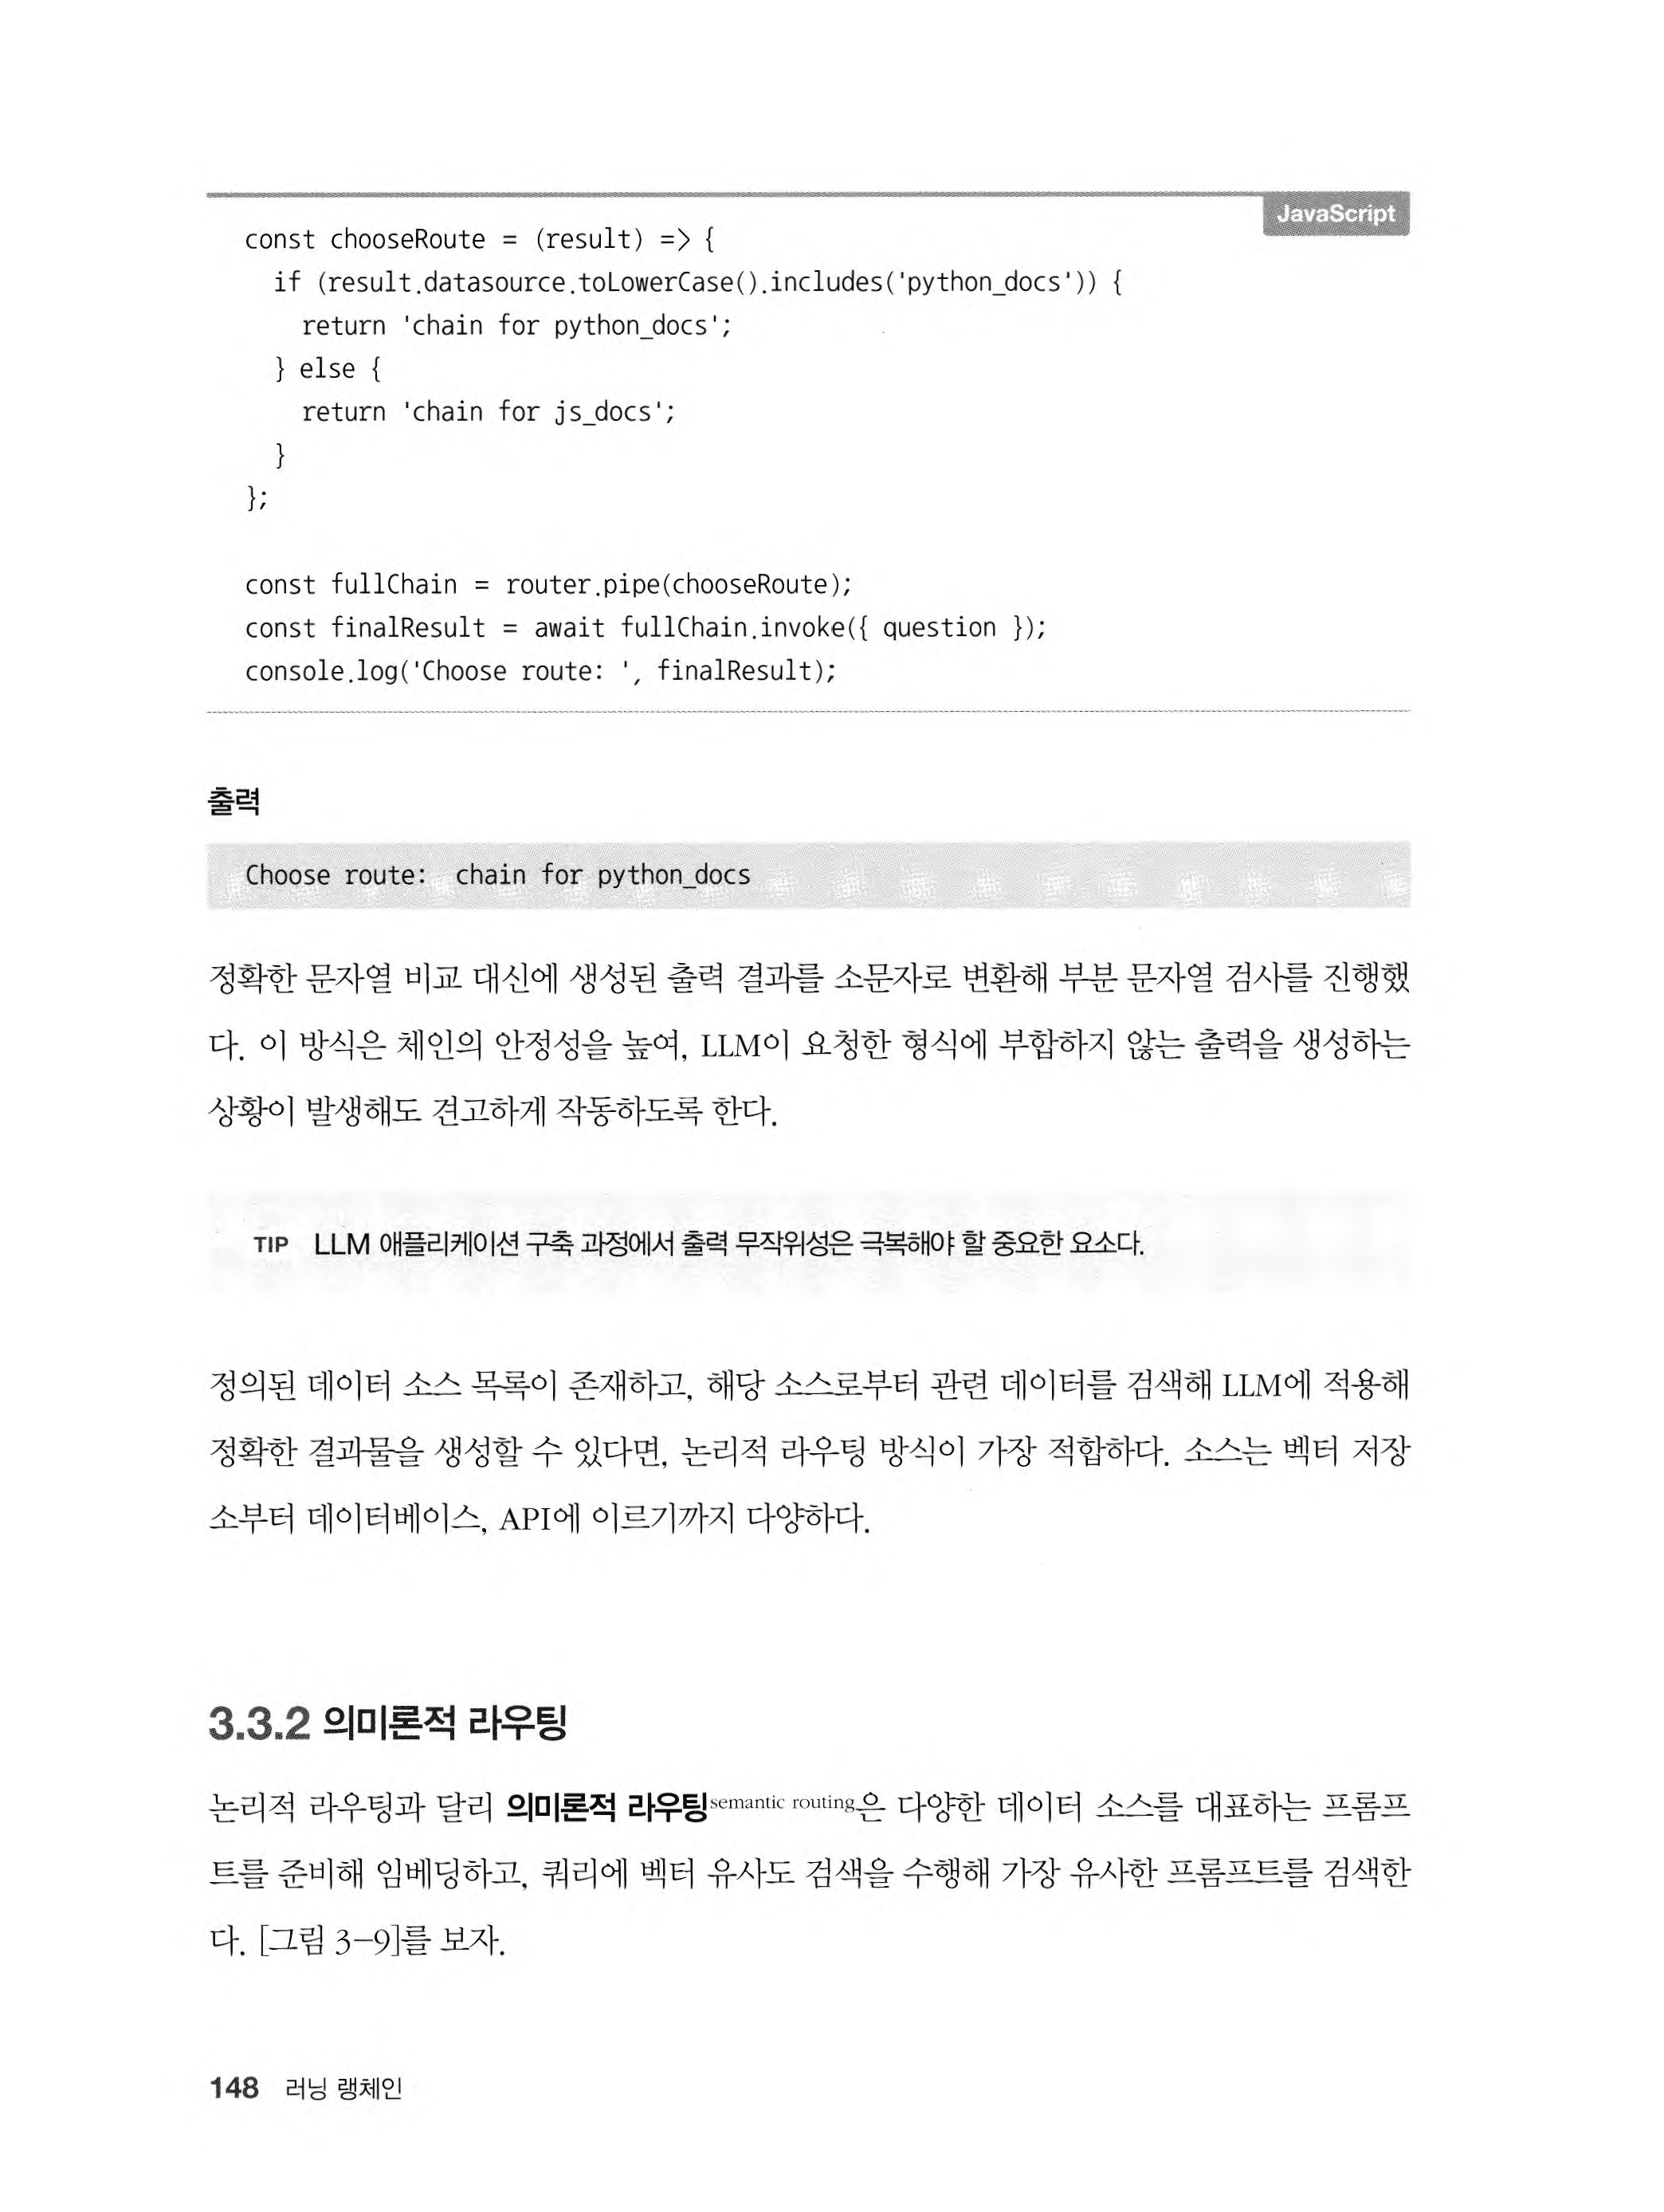 JavaScript
const chooseRoute = (result) => {
  if (result.datasource.toLowerCase().includes('python_docs')) {
    return 'chain for python_docs';
  } else {
    return 'chain for js_docs';
  }
};

const fullChain = router.pipe(chooseRoute);
const finalResult = await fullChain.invoke({ question });
console.log('Choose route: ', finalResult);
출력
Choose route:  chain for python_docs
정확한 문자열 비교 대신에 생성된 출력 결과를 소문자로 변환해 부분 문자열 검사를 진행했
다. 이 방식은 체인의 안정성을 높여, LLM이 요청한 형식에 부합하지 않는 출력을 생성하는
상황이 발생해도 견고하게 작동하도록 한다.
TIP LLM 애플리케이션 구축 과정에서 출력 무작위성은 극복해야 할 중요한 요소다.
정의된 데이터 소스 목록이 존재하고, 해당 소스로부터 관련 데이터를 검색해 LLM에 적용해
정확한 결과물을 생성할 수 있다면, 논리적 라우팅 방식이 가장 적합하다. 소스는 벡터 저장
소부터 데이터베이스, API에 이르기까지 다양하다.
3.3.2 의미론적 라우팅
논리적 라우팅과 달리 의미론적 라우팅semantic routing은 다양한 데이터 소스를 대표하는 프롬프
트를 준비해 임베딩하고, 쿼리에 벡터 유사도 검색을 수행해 가장 유사한 프롬프트를 검색한
다. [그림 3-9]를 보자.
148 러닝 랭체인